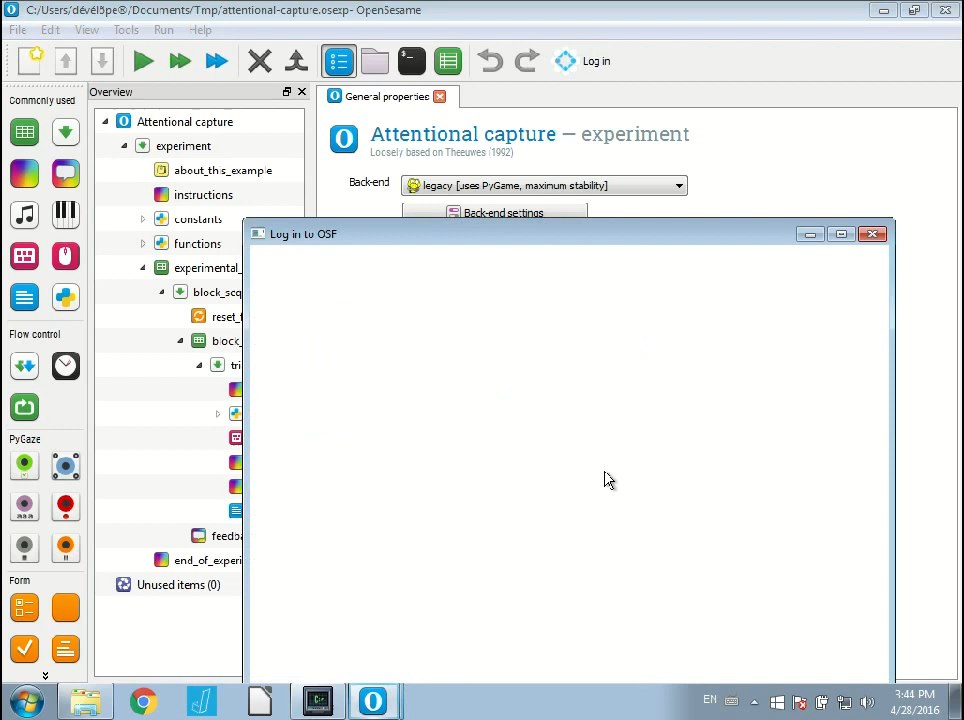 C:/Users/dévélõpe®/Documents/Tmp/attentional-capture.osexp- OpenSesame
File Edit View Tools Run Help
Log in
Commonly used
Overview
General properties
Attentional capture
Attentional capture — experiment
Loosely based on Theeuwes (1992)
experiment
about_this_example
Back-end
legacy [uses PyGame, maximum stability]
instructions
Back-end settings
constants
Log in to OSF
functions
experimental_
block_seq
reset_f
Flow control
block_
tri
PyGaze
feedba
end_of_experi
Form
Unused items (0)
EN
3:44 PM
4/28/2016